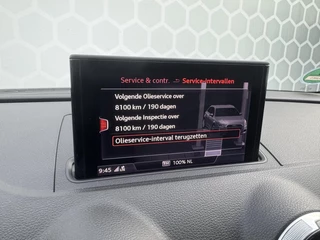 Service & contr. Service-intervallen
Volgende Olieservice over
8100 km / 190 dagen
Volgende Inspectie over
8100 km / 190 dagen
Olieservice-interval terugzetten
9:45 100% NL